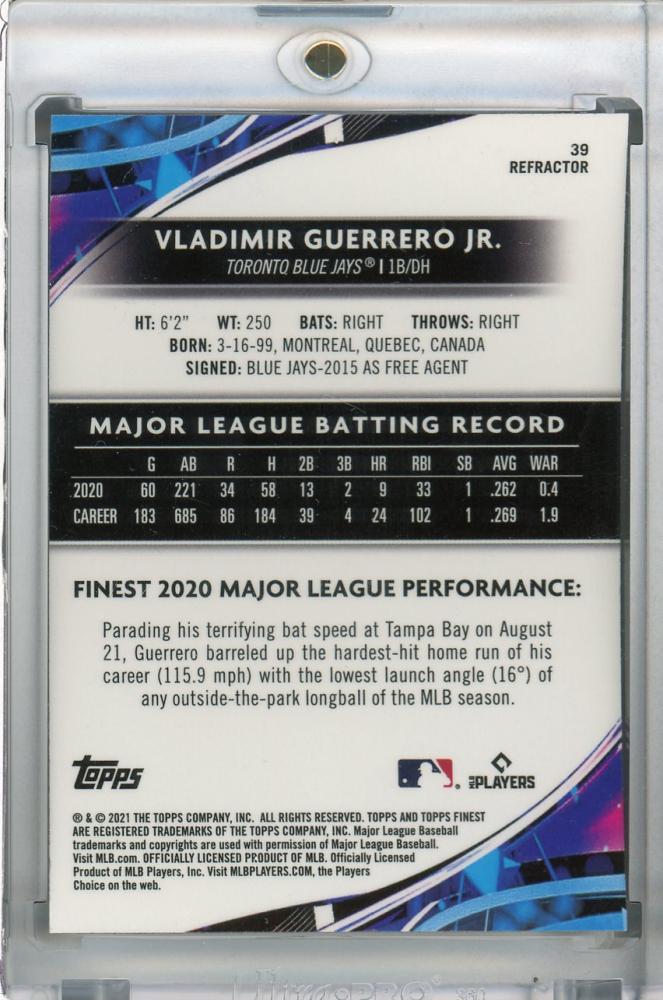 39
REFRACTOR
VLADIMIR GUERRERO JR.
TORONTO BLUE JAYS® | 1B/DH
HT: 6'2" WT: 250 BATS: RIGHT THROWS: RIGHT
BORN: 3-16-99, MONTREAL, QUEBEC, CANADA
SIGNED: BLUE JAYS-2015 AS FREE AGENT
MAJOR LEAGUE BATTING RECORD
G AB R H 2B 3B HR RBI SB AVG WAR
2020 60 221 34 58 13 2 9 33 1 .262 0.4
CAREER 183 685 86 184 39 4 24 102 1 .269 1.9
FINEST 2020 MAJOR LEAGUE PERFORMANCE:
Parading his terrifying bat speed at Tampa Bay on August
21, Guerrero barreled up the hardest-hit home run of his
career (115.9 mph) with the lowest launch angle (16°) of
any outside-the-park longball of the MLB season.
topps
MLB PLAYERS
® & © 2021 THE TOPPS COMPANY, INC. ALL RIGHTS RESERVED. TOPPS AND TOPPS FINEST
ARE REGISTERED TRADEMARKS OF THE TOPPS COMPANY, INC. Major League Baseball
trademarks and copyrights are used with permission of Major League Baseball.
Visit MLB.com. OFFICIALLY LICENSED PRODUCT OF MLB. Officially Licensed
Product of MLB Players, Inc. Visit MLBPLAYERS.COM, the Players
Choice on the web.
Ultra PRO